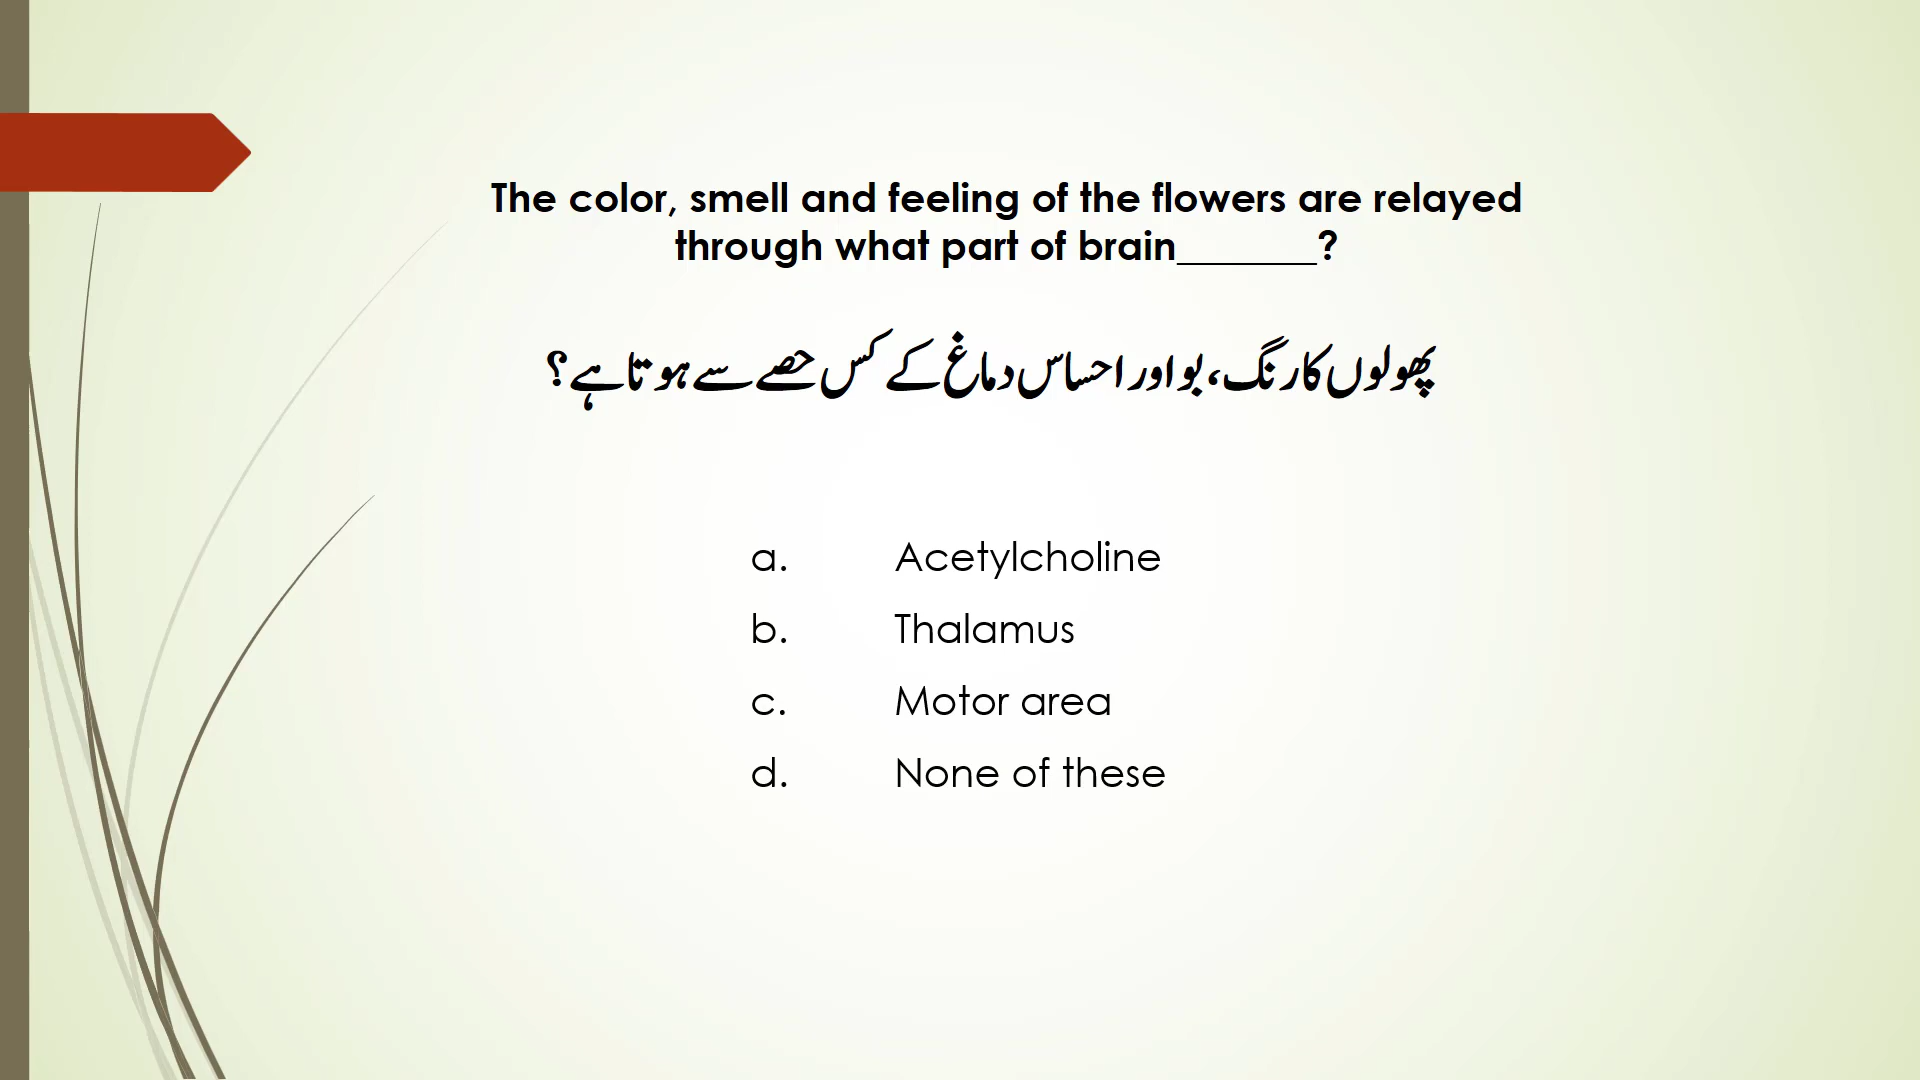 The color, smell and feeling of the flowers are relayed
through what part of brain_______?
پھولوں کا رنگ، بو اور احساس دماغ کے کس حصے سے ہوتا ہے؟
a. Acetylcholine
b. Thalamus
c. Motor area
d. None of these